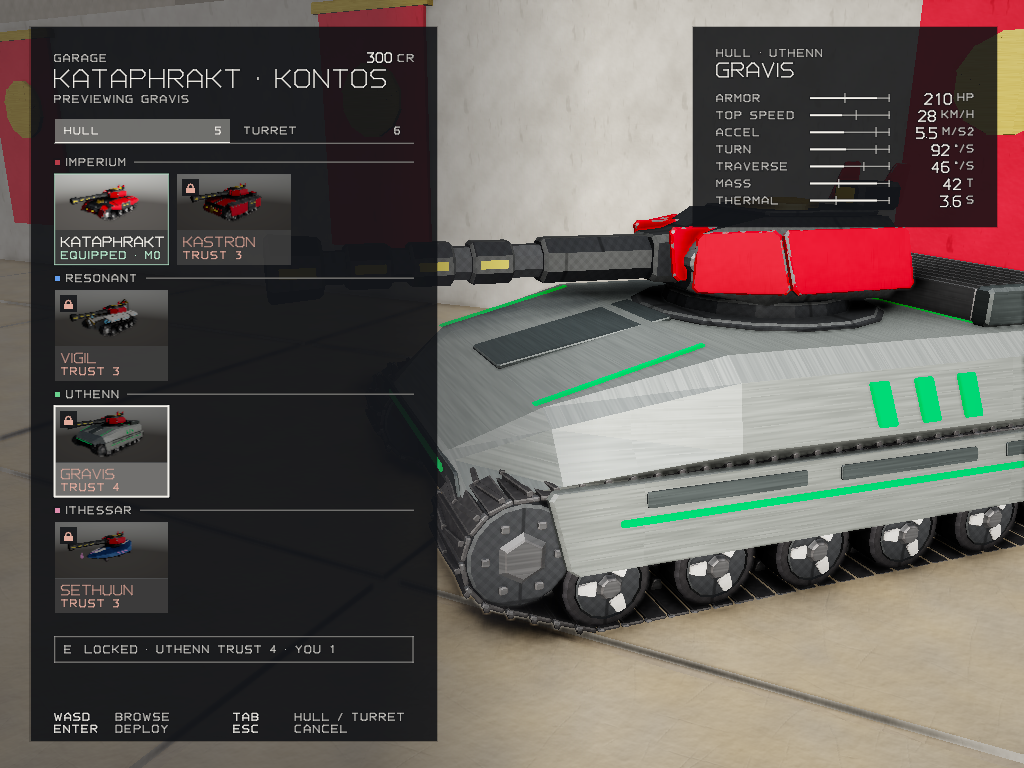 GARAGE
300 CR
KATAPHRAKT · KONTOS
PREVIEWING GRAVIS
HULL 5
TURRET 6
IMPERIUM
KATAPHRAKT
EQUIPPED · M0
KASTRON
TRUST 3
RESONANT
VIGIL
TRUST 3
UTHENN
GRAVIS
TRUST 4
ITHESSAR
SETHUUN
TRUST 3
E LOCKED · UTHENN TRUST 4 · YOU 1
WASD BROWSE TAB HULL / TURRET
ENTER DEPLOY ESC CANCEL
HULL · UTHENN
GRAVIS
ARMOR 210 HP
TOP SPEED 28 KM/H
ACCEL 5.5 M/S2
TURN 92 °/S
TRAVERSE 46 °/S
MASS 42 T
THERMAL 3.6 S